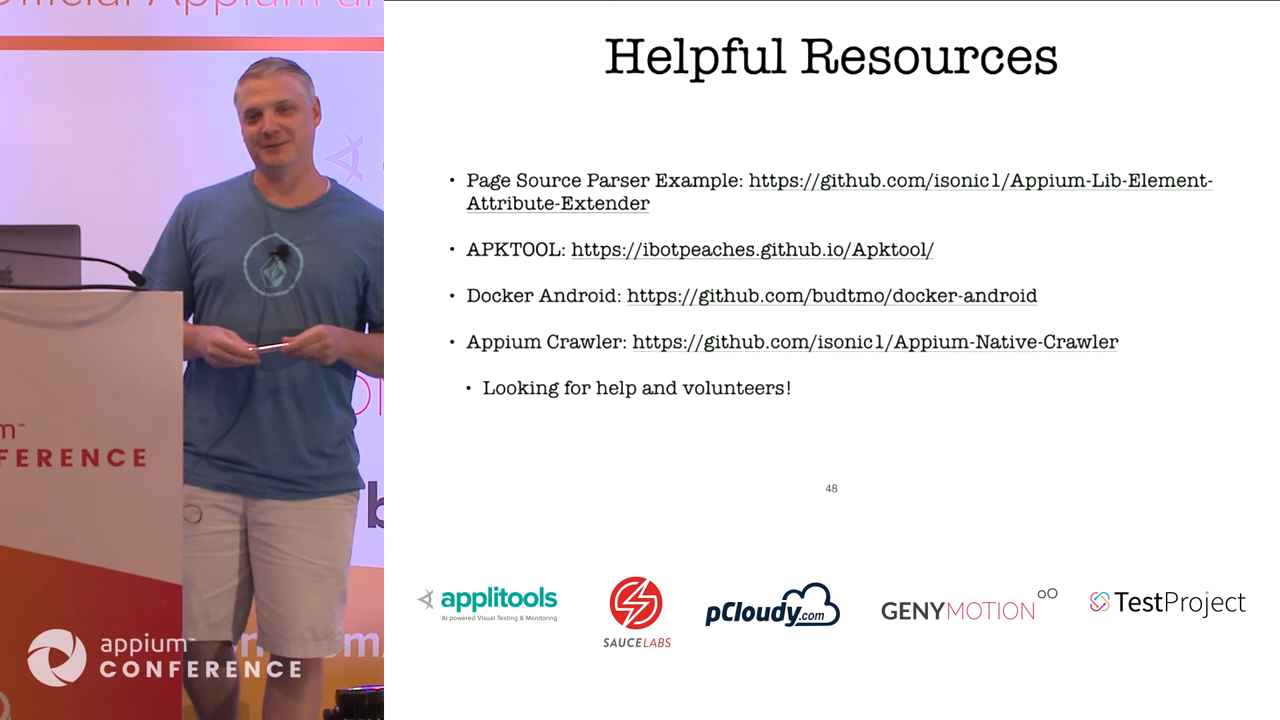 Official Appium
Helpful Resources
• Page Source Parser Example: https://github.com/isonic1/Appium-Lib-Element-
Attribute-Extender
• APKTOOL: https://ibotpeaches.github.io/Apktool/
• Docker Android: https://github.com/budtmo/docker-android
• Appium Crawler: https://github.com/isonic1/Appium-Native-Crawler
• Looking for help and volunteers!
48
applitools
AI powered Visual Testing & Monitoring
SAUCELABS
pCloudy.com
GENYMOTION
TestProject
m™
FERENCE
appium™
CONFERENCE